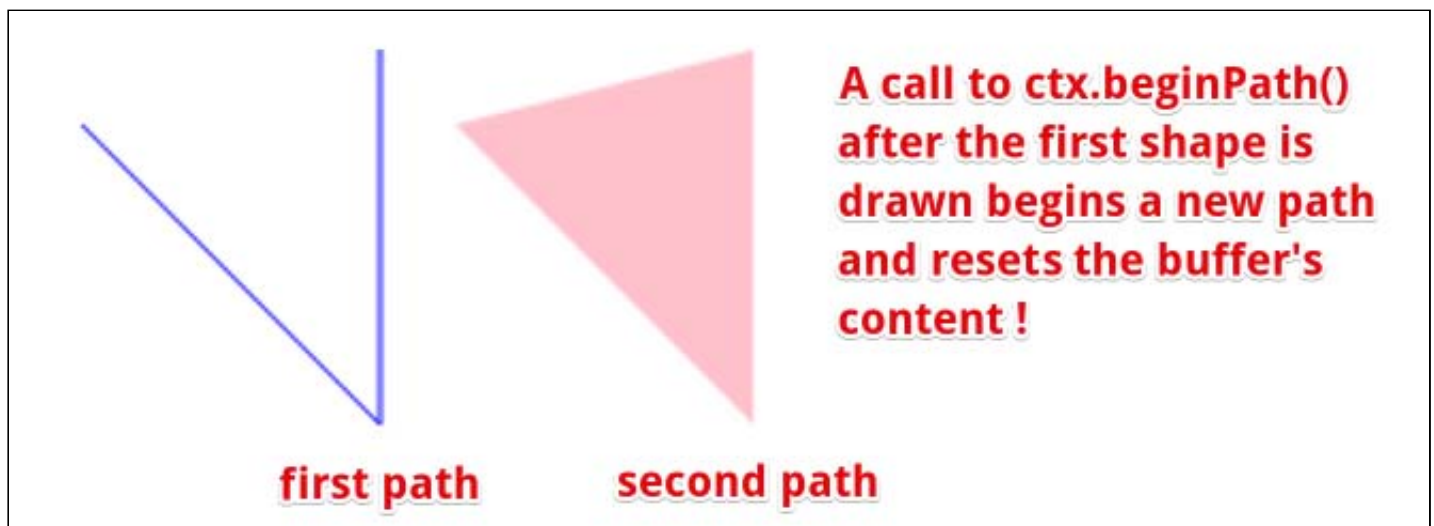 A call to ctx.beginPath()
after the first shape is
drawn begins a new path
and resets the buffer's
content !
first path
second path